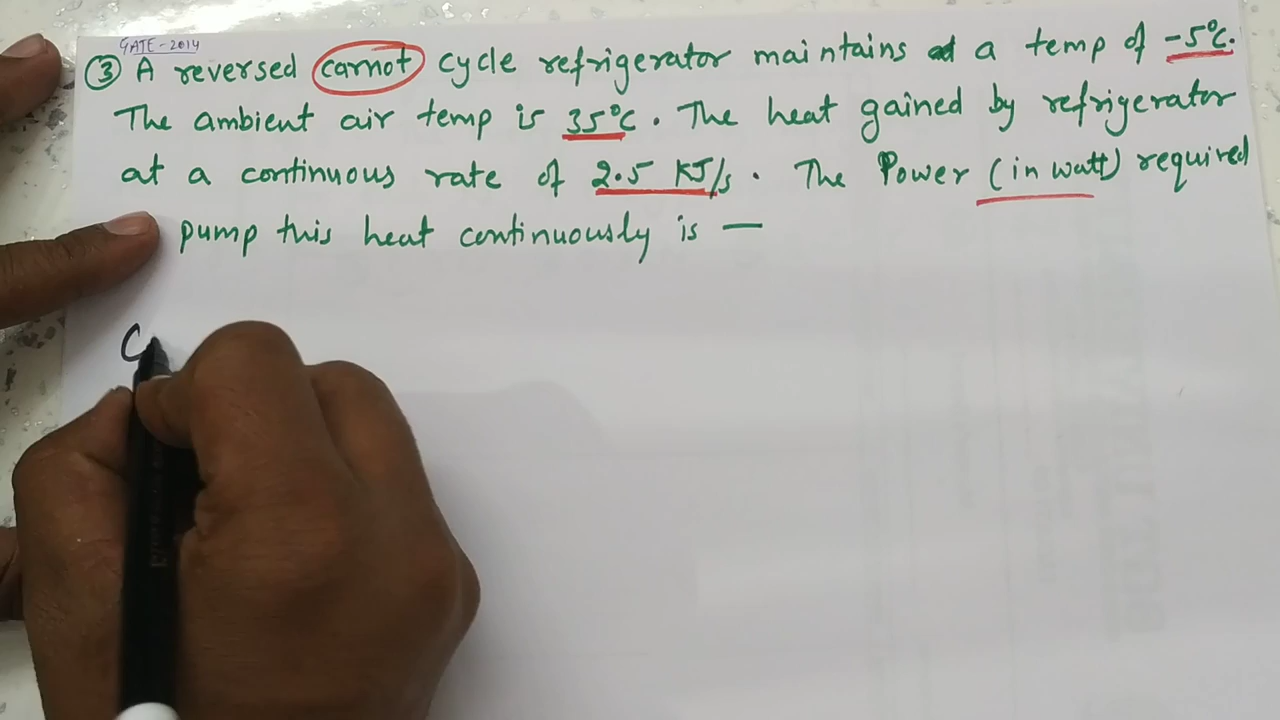 GATE-2014
③ A reversed carnot cycle refrigerator maintains a temp of -5°C.
The ambient air temp is 35°C. The heat gained by refrigerator
at a continuous rate of 2.5 KJ/s. The Power (in watt) required
pump this heat continuously is —
C